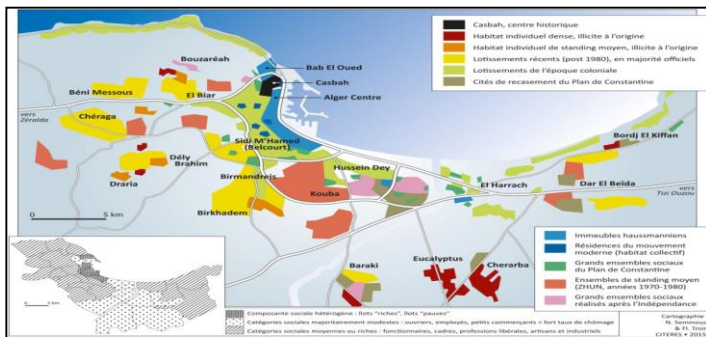 Casbah, centre historique
Habitat individuel dense, illicite à l'origine
Habitat individuel de standing moyen, illicite à l'origine
Lotissements récents (post 1980), en majorité officiels
Lotissements de l'époque coloniale
Cités de recasement du Plan de Constantine
Bouzaréah
Bab El Oued
Casbah
Alger Centre
Béni Messous
El Biar
vers
Zéralda
Chéraga
Sidi M'Hamed
(Belcourt)
Bordj El Kiffan
Dély
Brahim
Hussein Dey
Draria
Birmandreis
El Harrach
Dar El Beïda
vers
Tizi Ouzou
Kouba
0 5 km
Birkhadem
Baraki
Eucalyptus
Cherarba
Immeubles haussmanniens
Résidences du mouvement
moderne (habitat collectif)
Grands ensembles sociaux
du Plan de Constantine
Ensembles de standing moyen
(ZHUN, années 1970-1980)
Grands ensembles sociaux
réalisés après l'Indépendance
Composante sociale hétérogène : îlots "riches", îlots "pauves"
Catégories sociales majoritairement modestes : ouvriers, employés, petits commerçants > fort taux de chômage
Catégories sociales moyennes ou riches : fonctionnaires, cadres, professions libérales, artisans et industriels
Cartographie
N. Semmoud
& Fl. Troin
CITERES • 2015